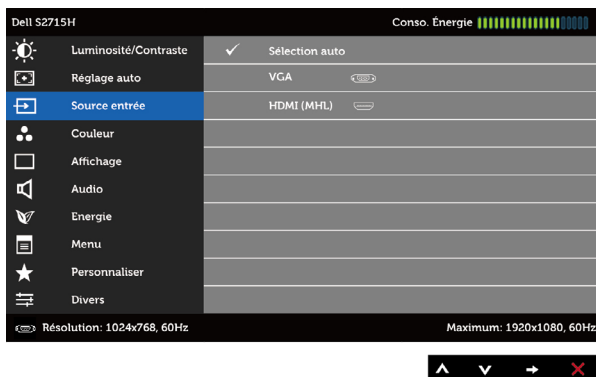 Dell S2715H
Conso. Énergie
Luminosité/Contraste
Sélection auto
Réglage auto
VGA
Source entrée
HDMI (MHL)
Couleur
Affichage
Audio
Energie
Menu
Personnaliser
Divers
Résolution: 1024x768, 60Hz
Maximum: 1920x1080, 60Hz